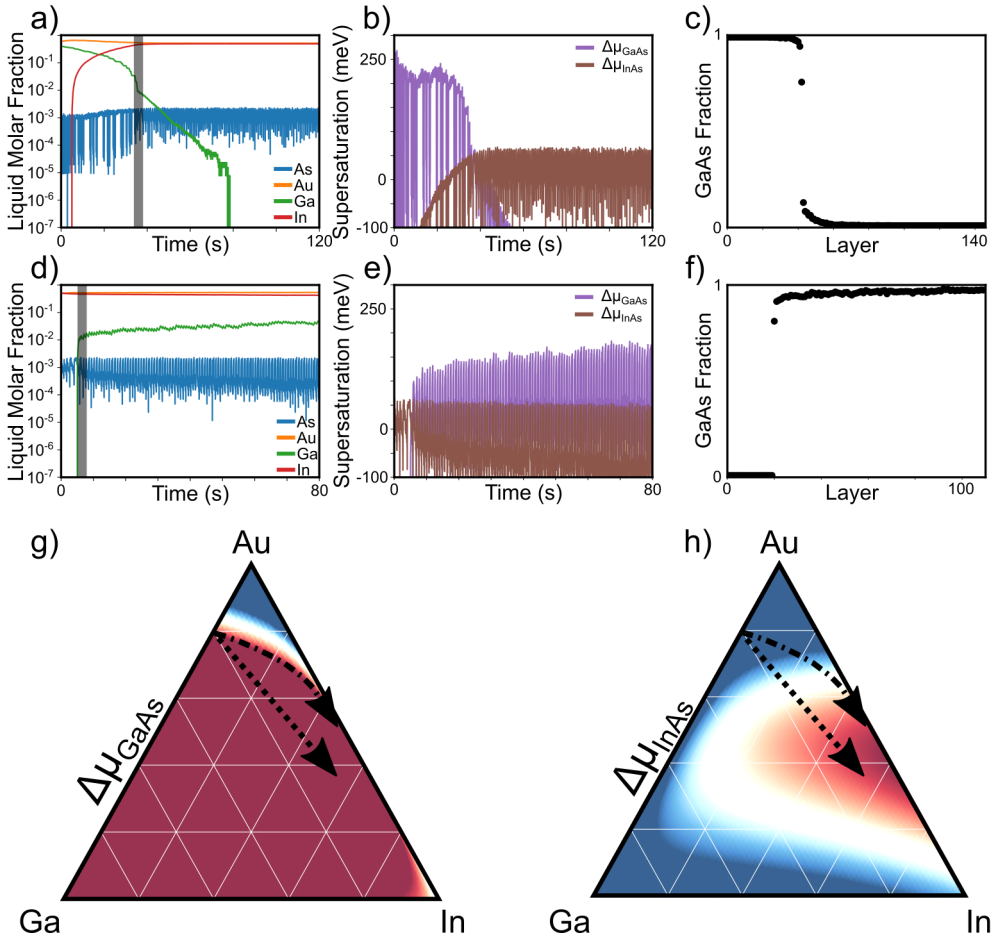 a)
Liquid Molar Fraction
10⁻¹
10⁻²
10⁻³
10⁻⁴
10⁻⁵
10⁻⁶
10⁻⁷
As
Au
Ga
In
0
120
Time (s)
b)
Supersaturation (meV)
250
0
-100
Δμ_GaAs
Δμ_InAs
0
120
Time (s)
c)
GaAs Fraction
1
0
0
140
Layer
d)
Liquid Molar Fraction
10⁻¹
10⁻²
10⁻³
10⁻⁴
10⁻⁵
10⁻⁶
10⁻⁷
As
Au
Ga
In
0
80
Time (s)
e)
Supersaturation (meV)
250
0
-100
Δμ_GaAs
Δμ_InAs
0
80
Time (s)
f)
GaAs Fraction
1
0
0
100
Layer
g)
Au
Δμ_GaAs
Ga
In
h)
Au
Δμ_InAs
Ga
In